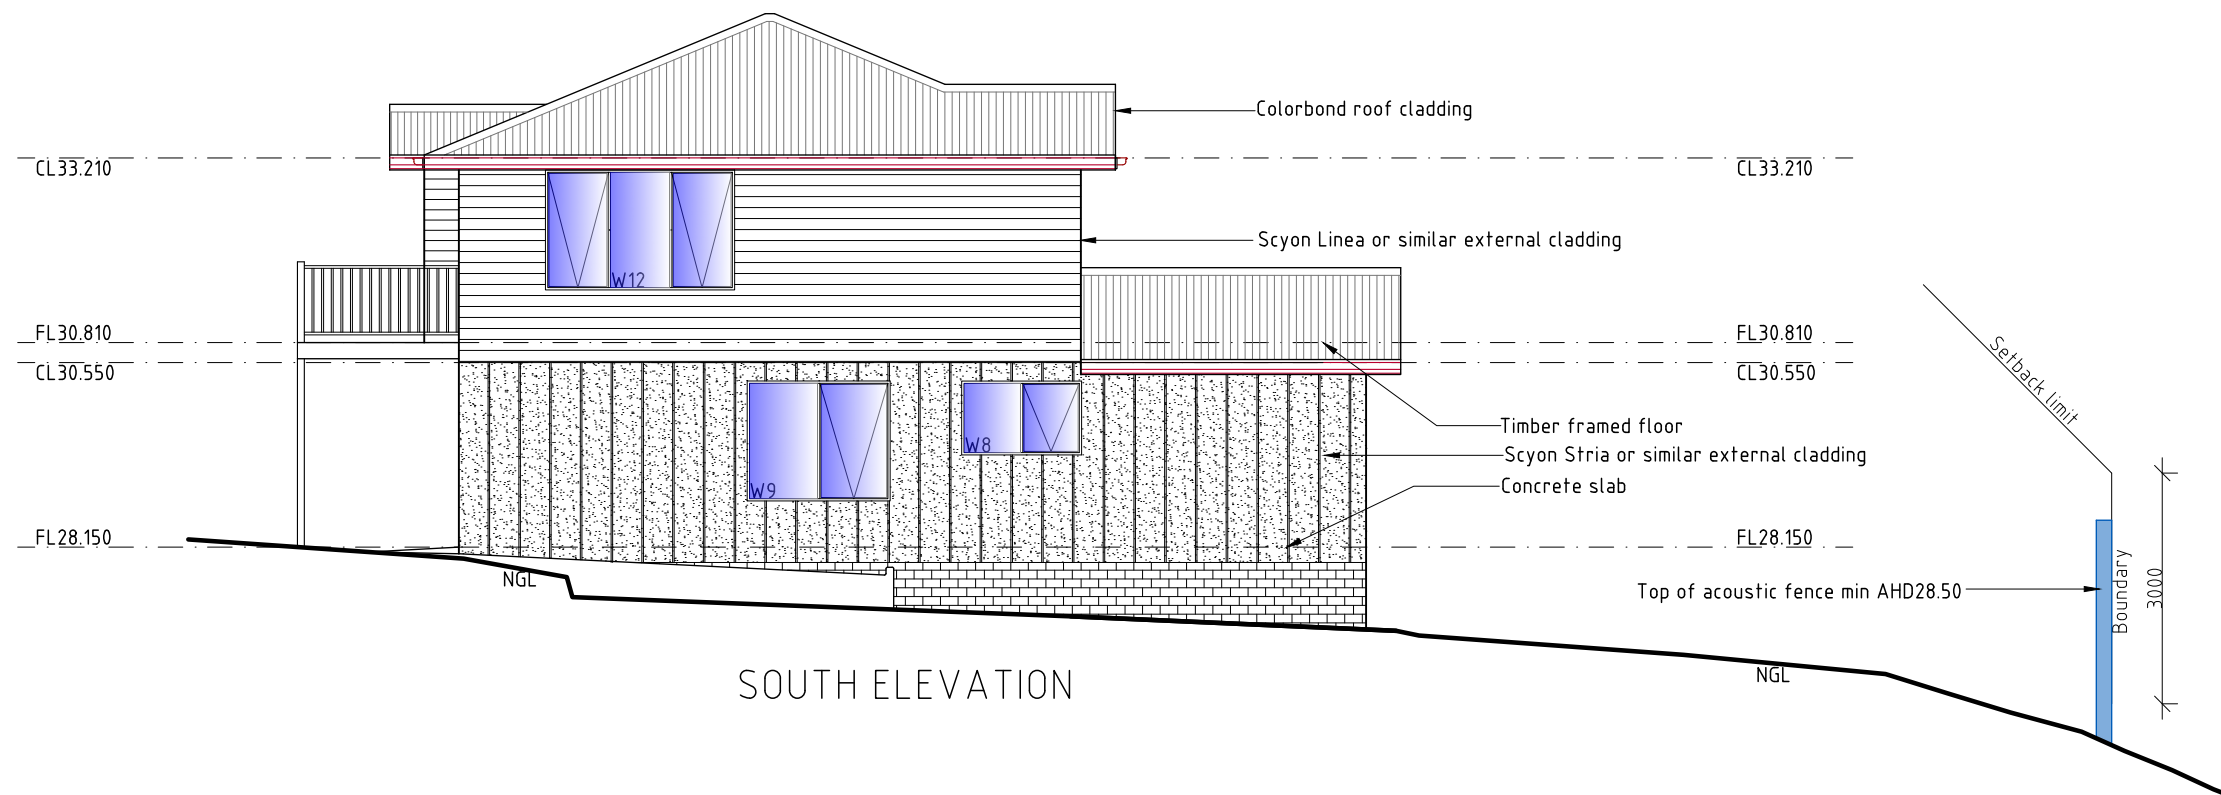 Colorbond roof cladding
CL33.210
CL33.210
Scyon Linea or similar external cladding
W12
FL30.810
FL30.810
Setback limit
CL30.550
CL30.550
Timber framed floor
W8
Scyon Stria or similar external cladding
W9
Concrete slab
FL28.150
FL28.150
NGL
Top of acoustic fence min AHD28.50
Boundary
3000
SOUTH ELEVATION
NGL